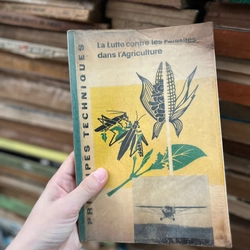 La Lutte contre les Parasites
dans l'Agriculture
PRINCIPES TECHNIQUES